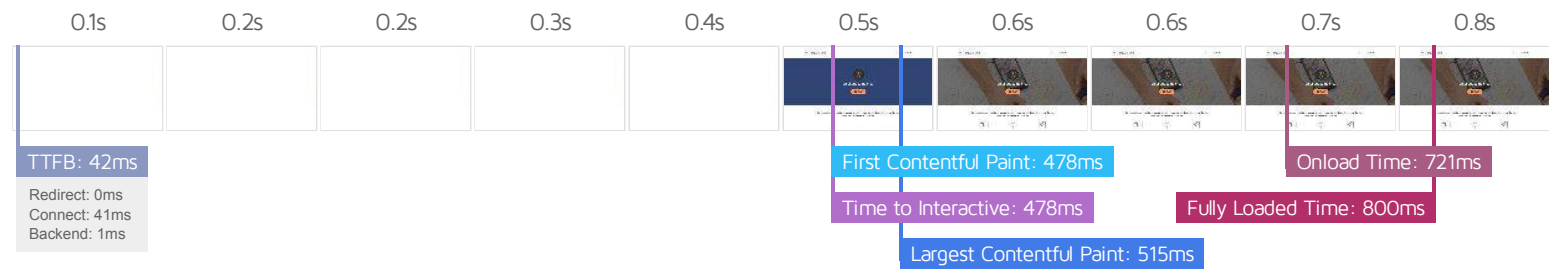 0.1s 0.2s 0.2s 0.3s 0.4s 0.5s 0.6s 0.6s 0.7s 0.8s
TTFB: 42ms
Redirect: 0ms
Connect: 41ms
Backend: 1ms
First Contentful Paint: 478ms
Onload Time: 721ms
Time to Interactive: 478ms
Fully Loaded Time: 800ms
Largest Contentful Paint: 515ms